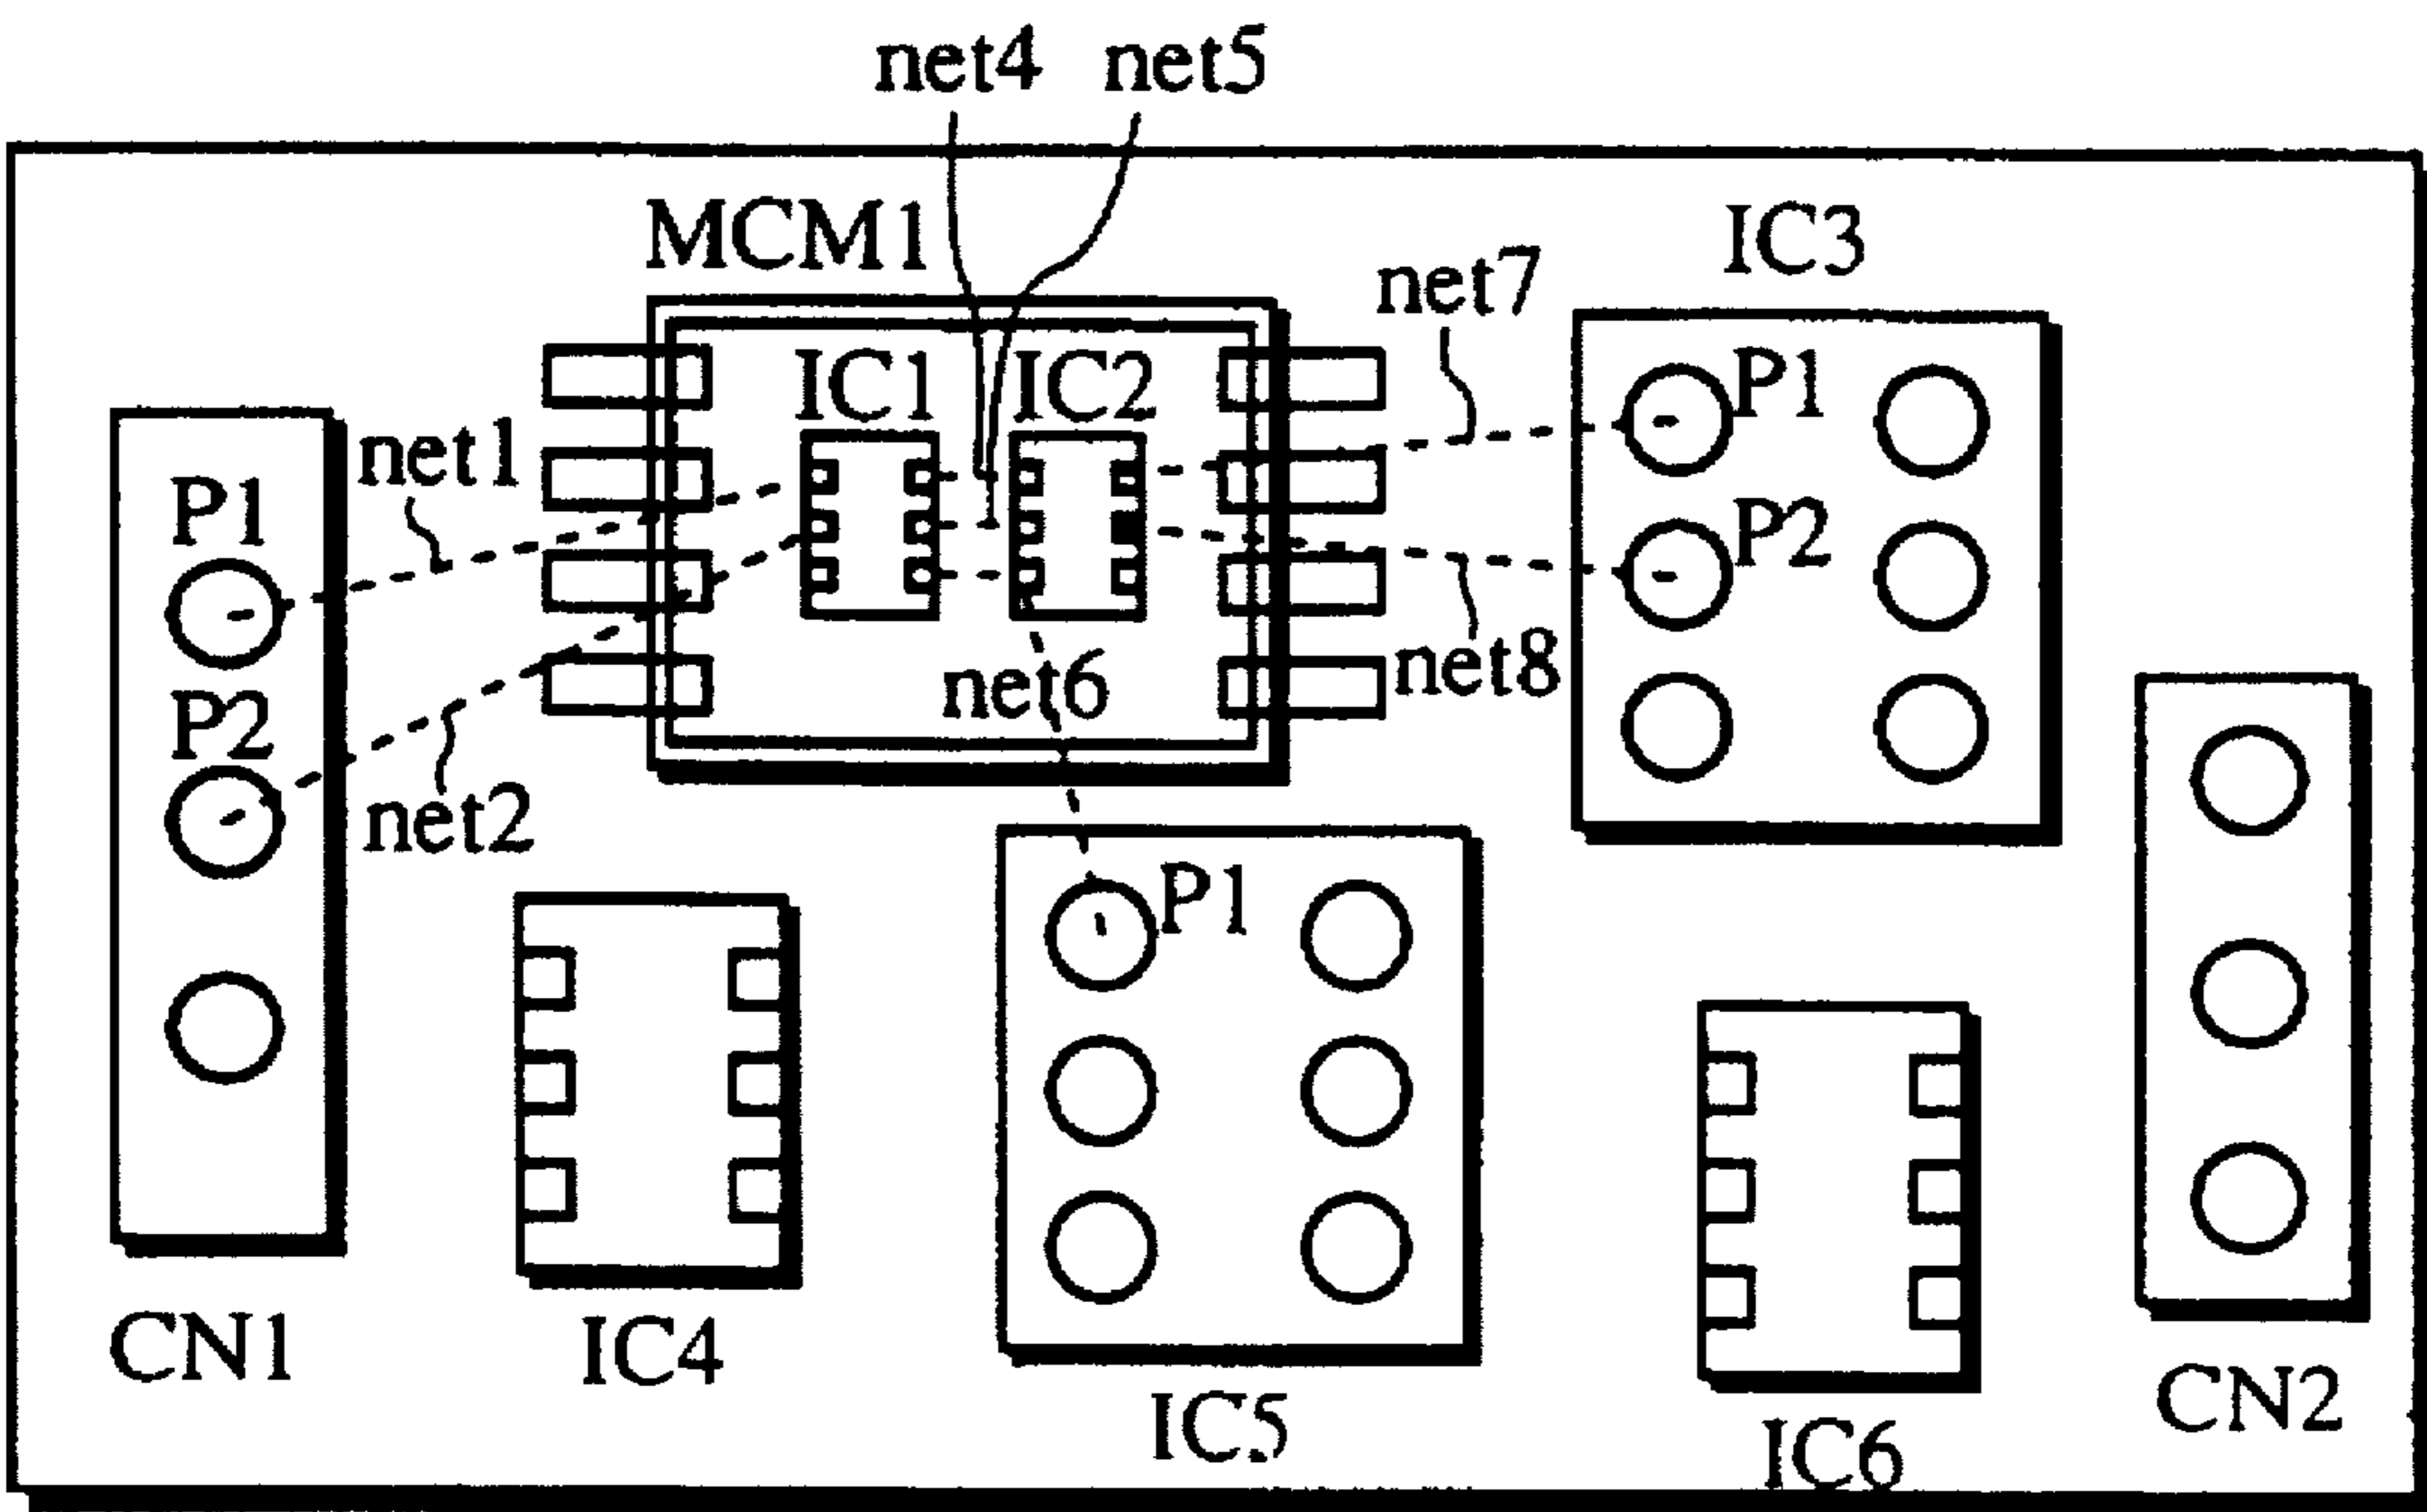 net4 net5
MCM1
IC3
net7
IC1 IC2
P1
net1
P1
P2
net8
net6
P2
net2
P1
CN1
IC4
IC5
IC6
CN2